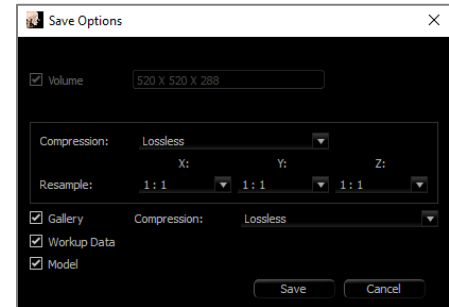 Save Options
Volume 520 X 520 X 288
Compression: Lossless
X: Y: Z:
Resample: 1 : 1 1 : 1 1 : 1
Gallery Compression: Lossless
Workup Data
Model
Save Cancel